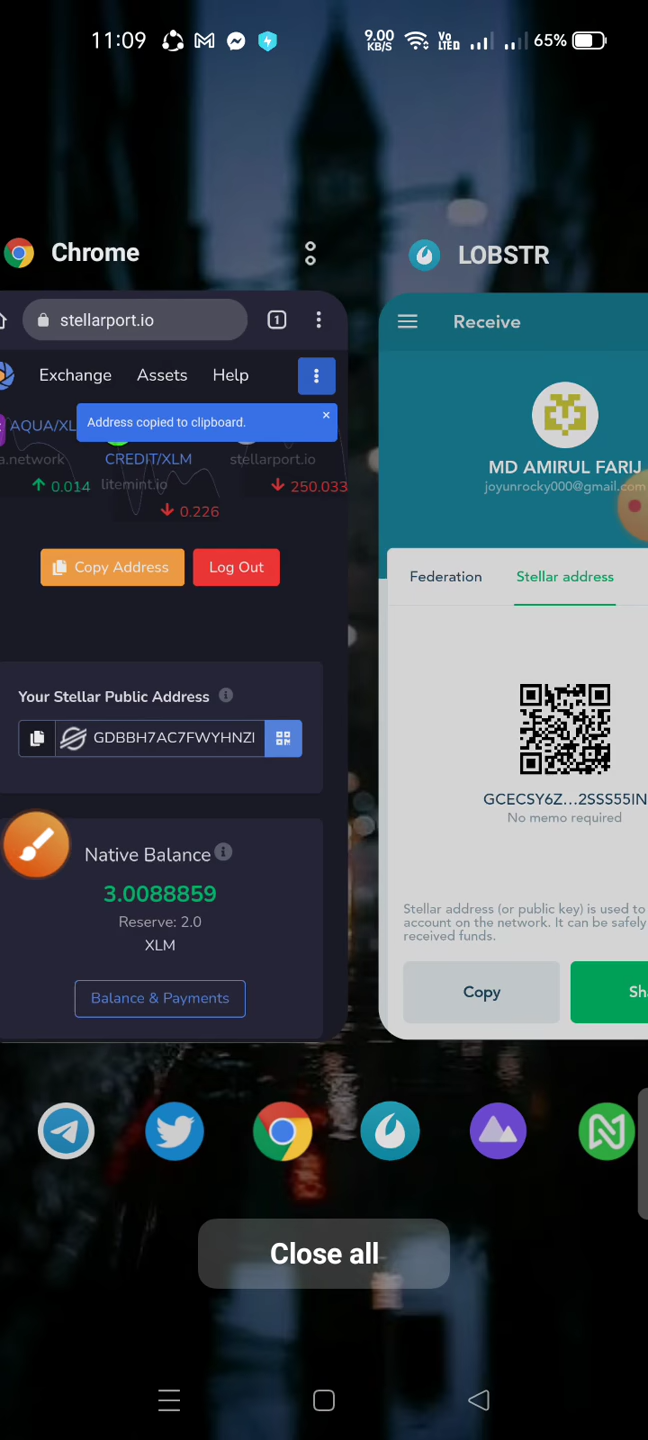 11:09
9.00 KB/S
Vo LTED
65%
Chrome
LOBSTR
stellarport.io
1
Receive
Exchange Assets Help
Address copied to clipboard. ×
AQUA/XL
a.network
CREDIT/XLM
stellarport.io
0.014
litemint.io
250.033
0.226
MD AMIRUL FARIJ
joyunrocky000@gmail.com
Copy Address
Log Out
Federation
Stellar address
Your Stellar Public Address
GDBBH7AC7FWYHNZI
GCECSY6Z...2SSS55IN
No memo required
Native Balance
3.0088859
Reserve: 2.0
XLM
Balance & Payments
Stellar address (or public key) is used to
account on the network. It can be safely
received funds.
Copy
Sh
Close all